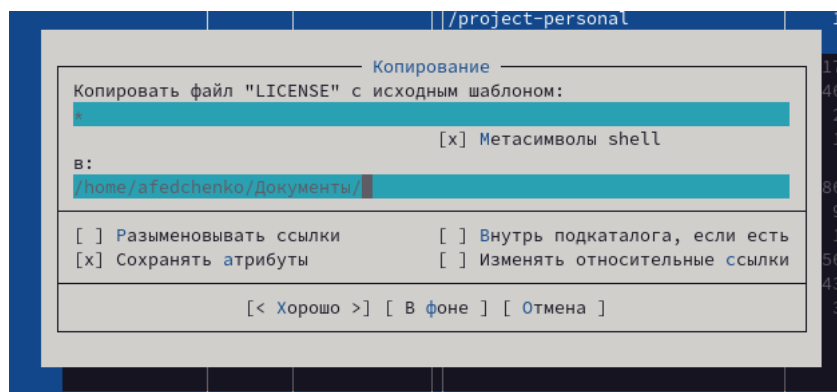 /project-personal
Копирование
Копировать файл "LICENSE" с исходным шаблоном:
*
[x] Метасимволы shell
в:
/home/afedchenko/Документы/
[ ] Разыменовывать ссылки [ ] Внутрь подкаталога, если есть
[x] Сохранять атрибуты [ ] Изменять относительные ссылки
[< Хорошо >] [ В фоне ] [ Отмена ]